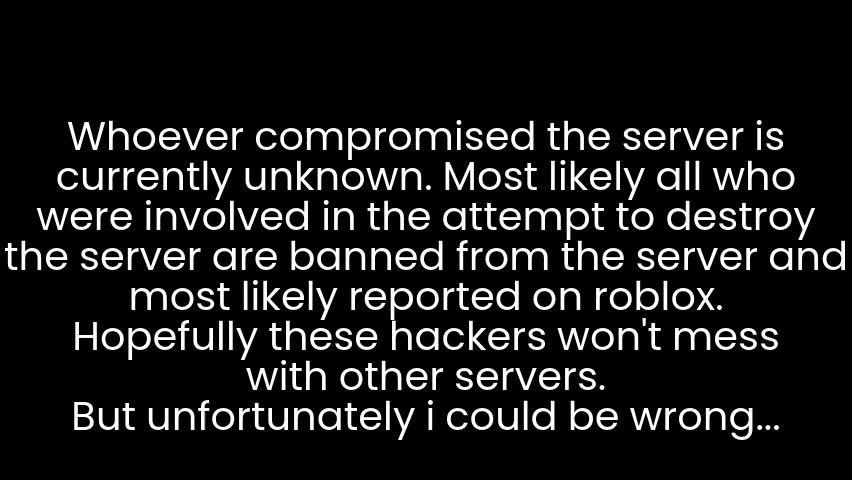 Whoever compromised the server is
currently unknown. Most likely all who
were involved in the attempt to destroy
the server are banned from the server and
most likely reported on roblox.
Hopefully these hackers won't mess
with other servers.
But unfortunately i could be wrong...